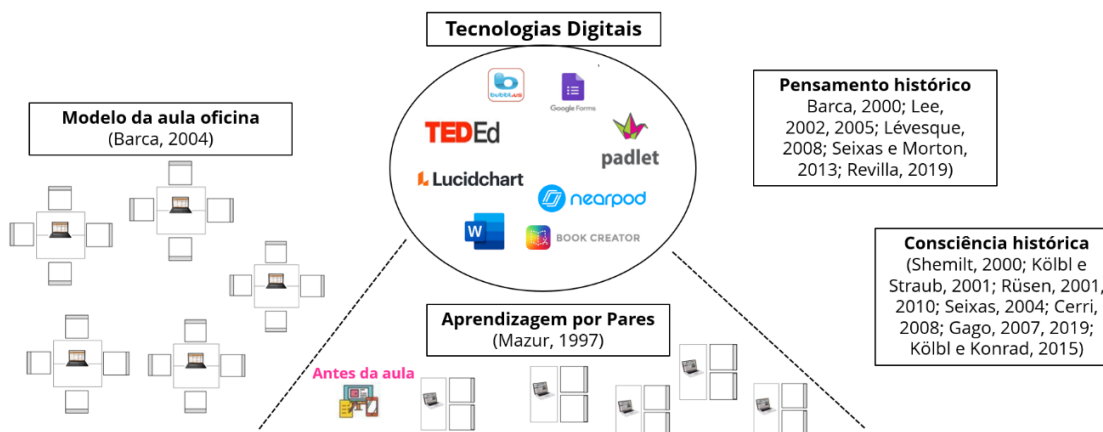 Tecnologias Digitais
bubbl.us
Google Forms
TEDEd
padlet
Lucidchart
nearpod
W
BOOK CREATOR
Modelo da aula oficina
(Barca, 2004)
Pensamento histórico
Barca, 2000; Lee,
2002, 2005; Lévesque,
2008; Seixas e Morton,
2013; Revilla, 2019)
Consciência histórica
(Shemilt, 2000; Kölbl e
Straub, 2001; Rüsen, 2001,
2010; Seixas, 2004; Cerri,
2008; Gago, 2007, 2019;
Kölbl e Konrad, 2015)
Aprendizagem por Pares
(Mazur, 1997)
Antes da aula